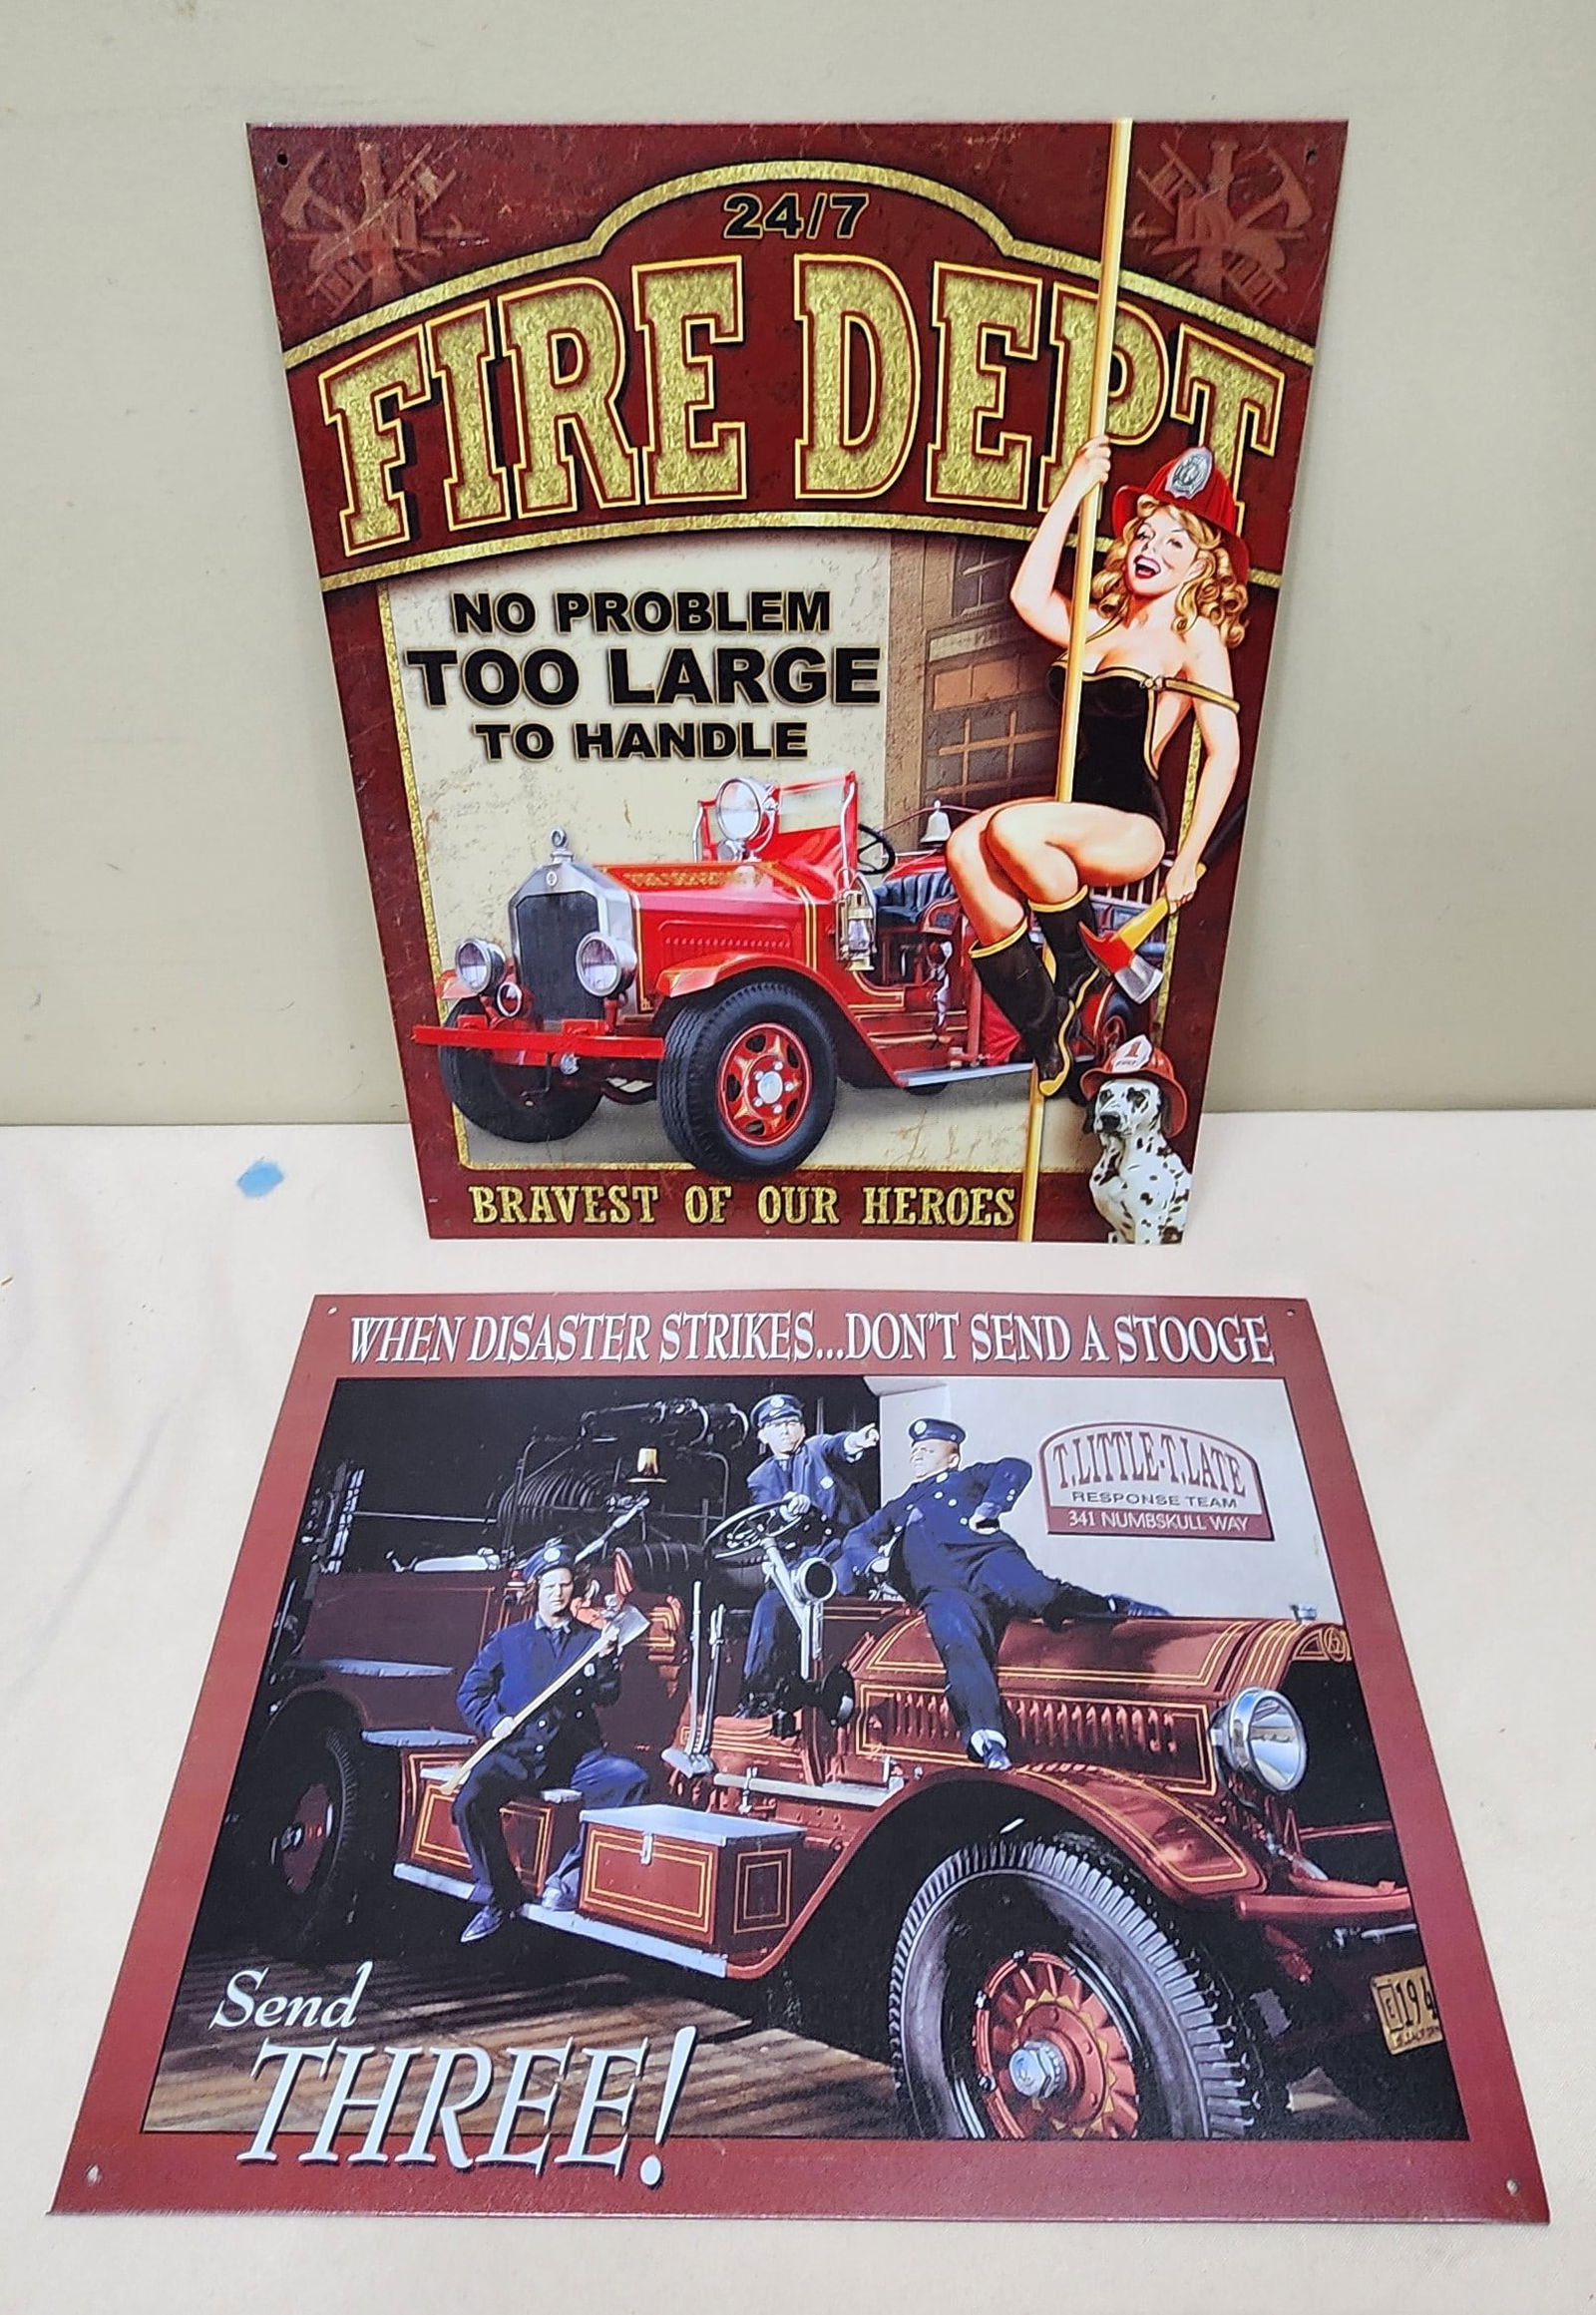 24/7
FIRE DEPT
NO PROBLEM
TOO LARGE
TO HANDLE
1
BRAVEST OF OUR HEROES
WHEN DISASTER STRIKES...DON'T SEND A STOOGE
T.LITTLE-T.LATE
RESPONSE TEAM
341 NUMBSKULL WAY
Send
THREE!